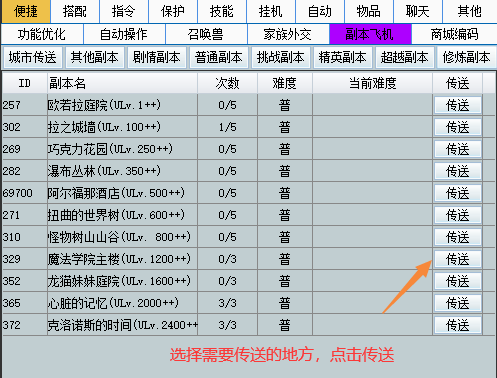 便捷 搭配 指令 保护 技能 挂机 自动 物品 聊天 其他
功能优化 自动操作 召唤兽 家族外交 副本飞机 商城编码
城市传送 其他副本 剧情副本 普通副本 挑战副本 精英副本 超越副本 修炼副本
ID 副本名 次数 难度 当前难度 传送
257 欧若拉庭院(ULv.1++) 0/5 普 传送
302 拉之城墙(ULv.100++) 1/5 普 传送
269 巧克力花园(ULv.250++) 0/5 普 传送
282 瀑布丛林(ULv.350++) 0/5 普 传送
69700 阿尔福那酒店(ULv.500++) 0/5 普 传送
271 扭曲的世界树(ULv.600++) 0/5 普 传送
310 怪物树山山谷(ULv. 800++) 0/5 普 传送
329 魔法学院主楼(ULv.1200++) 0/3 普 传送
352 龙猫妹妹庭院(ULv.1600++) 0/3 普 传送
365 心脏的记忆(ULv.2000++) 3/3 普 传送
372 克洛诺斯的时间(ULv.2400++ 3/3 普 传送
选择需要传送的地方，点击传送